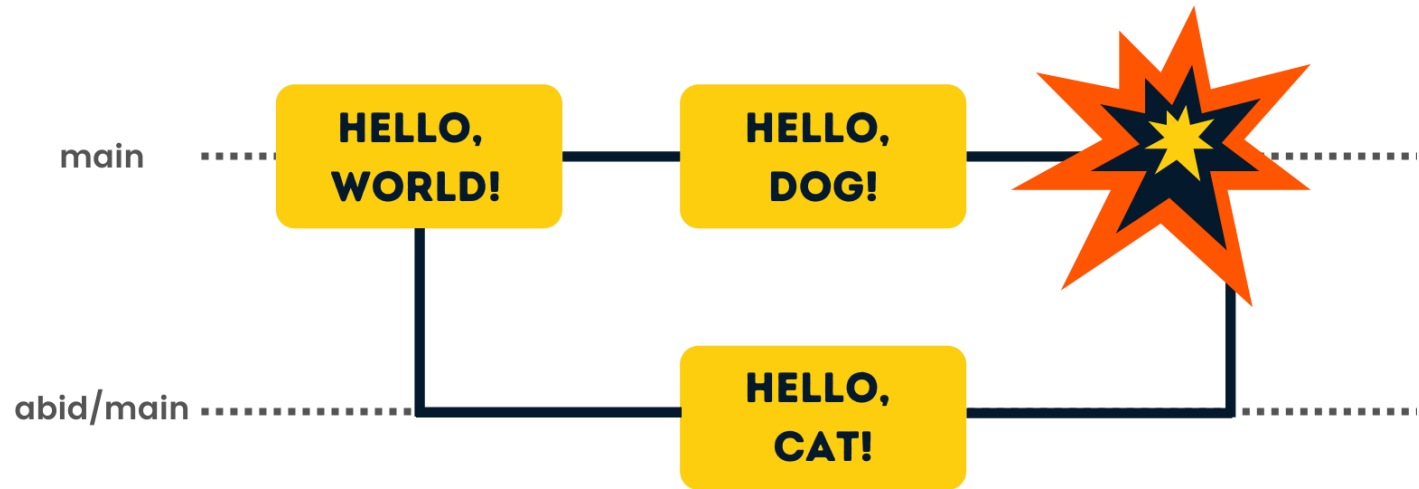 main
HELLO,
WORLD!
HELLO,
DOG!
abid/main
HELLO,
CAT!